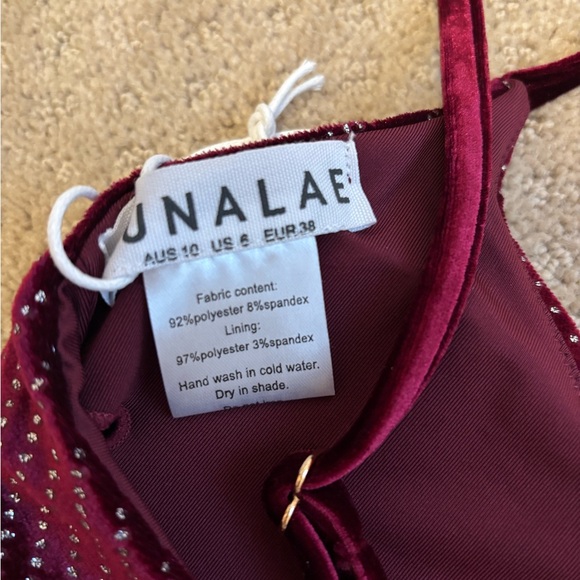 UNALAE
AUS 10 US 6 EUR 38
Fabric content:
92%polyester 8%spandex
Lining:
97%polyester 3%spandex
Hand wash in cold water.
Dry in shade.